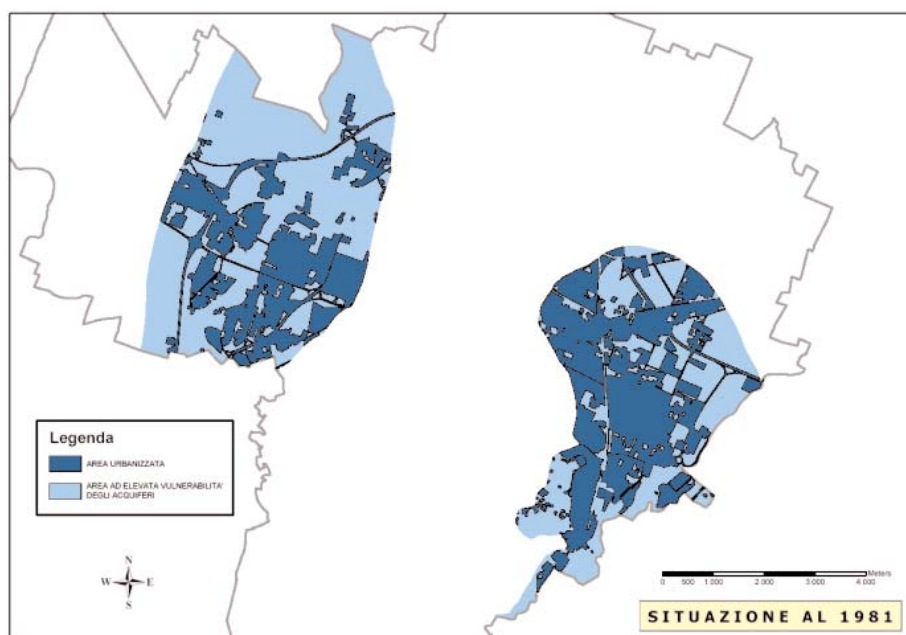 Legenda
AREA URBANIZZATA
AREA AD ELEVATA VULNERABILITA'
DEGLI ACQUIFERI
N
W E
S
Meters
0 500 1.000 2.000 3.000 4.000
SITUAZIONE AL 1981